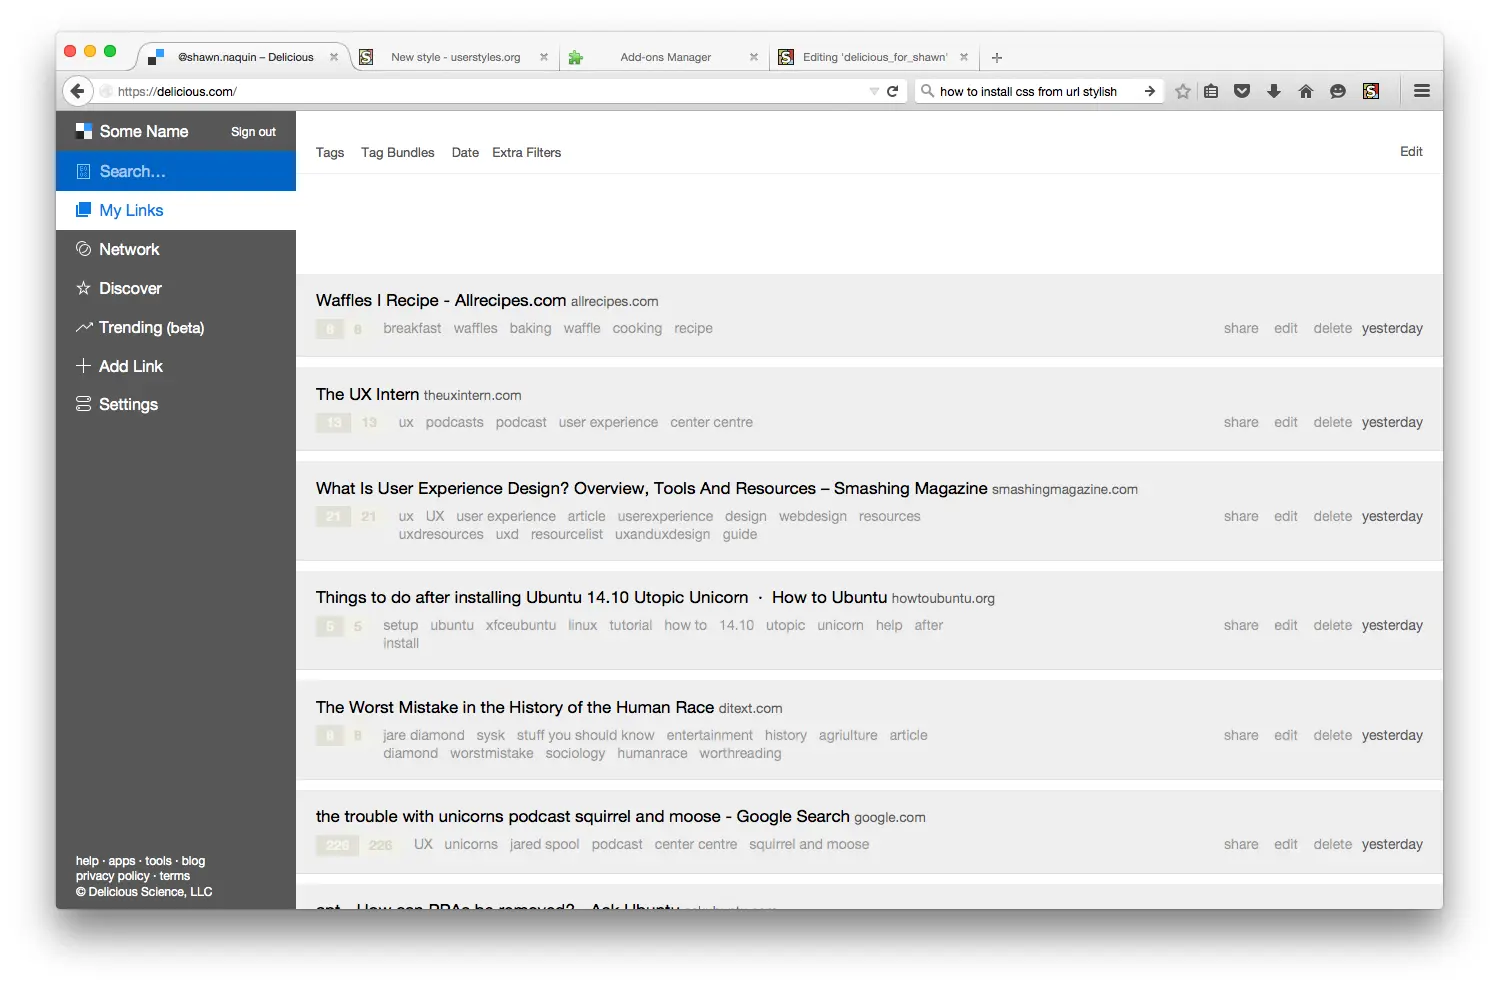 @shawn.naquin – Delicious
New style - userstyles.org
Add-ons Manager
Editing 'delicious_for_shawn'
https://delicious.com/
how to install css from url stylish
Some Name Sign out
Search...
My Links
Network
Discover
Trending (beta)
Add Link
Settings
help · apps · tools · blog
privacy policy · terms
© Delicious Science, LLC
Tags Tag Bundles Date Extra Filters Edit
Waffles I Recipe - Allrecipes.com allrecipes.com
8 8 breakfast waffles baking waffle cooking recipe share edit delete yesterday
The UX Intern theuxintern.com
13 13 ux podcasts podcast user experience center centre share edit delete yesterday
What Is User Experience Design? Overview, Tools And Resources – Smashing Magazine smashingmagazine.com
21 21 ux UX user experience article userexperience design webdesign resources share edit delete yesterday
uxdresources uxd resourcelist uxanduxdesign guide
Things to do after installing Ubuntu 14.10 Utopic Unicorn · How to Ubuntu howtoubuntu.org
5 5 setup ubuntu xfceubuntu linux tutorial how to 14.10 utopic unicorn help after share edit delete yesterday
install
The Worst Mistake in the History of the Human Race ditext.com
8 8 jare diamond sysk stuff you should know entertainment history agriulture article share edit delete yesterday
diamond worstmistake sociology humanrace worthreading
the trouble with unicorns podcast squirrel and moose - Google Search google.com
226 226 UX unicorns jared spool podcast center centre squirrel and moose share edit delete yesterday
apt - How can PPAs be removed? - Ask Ubuntu